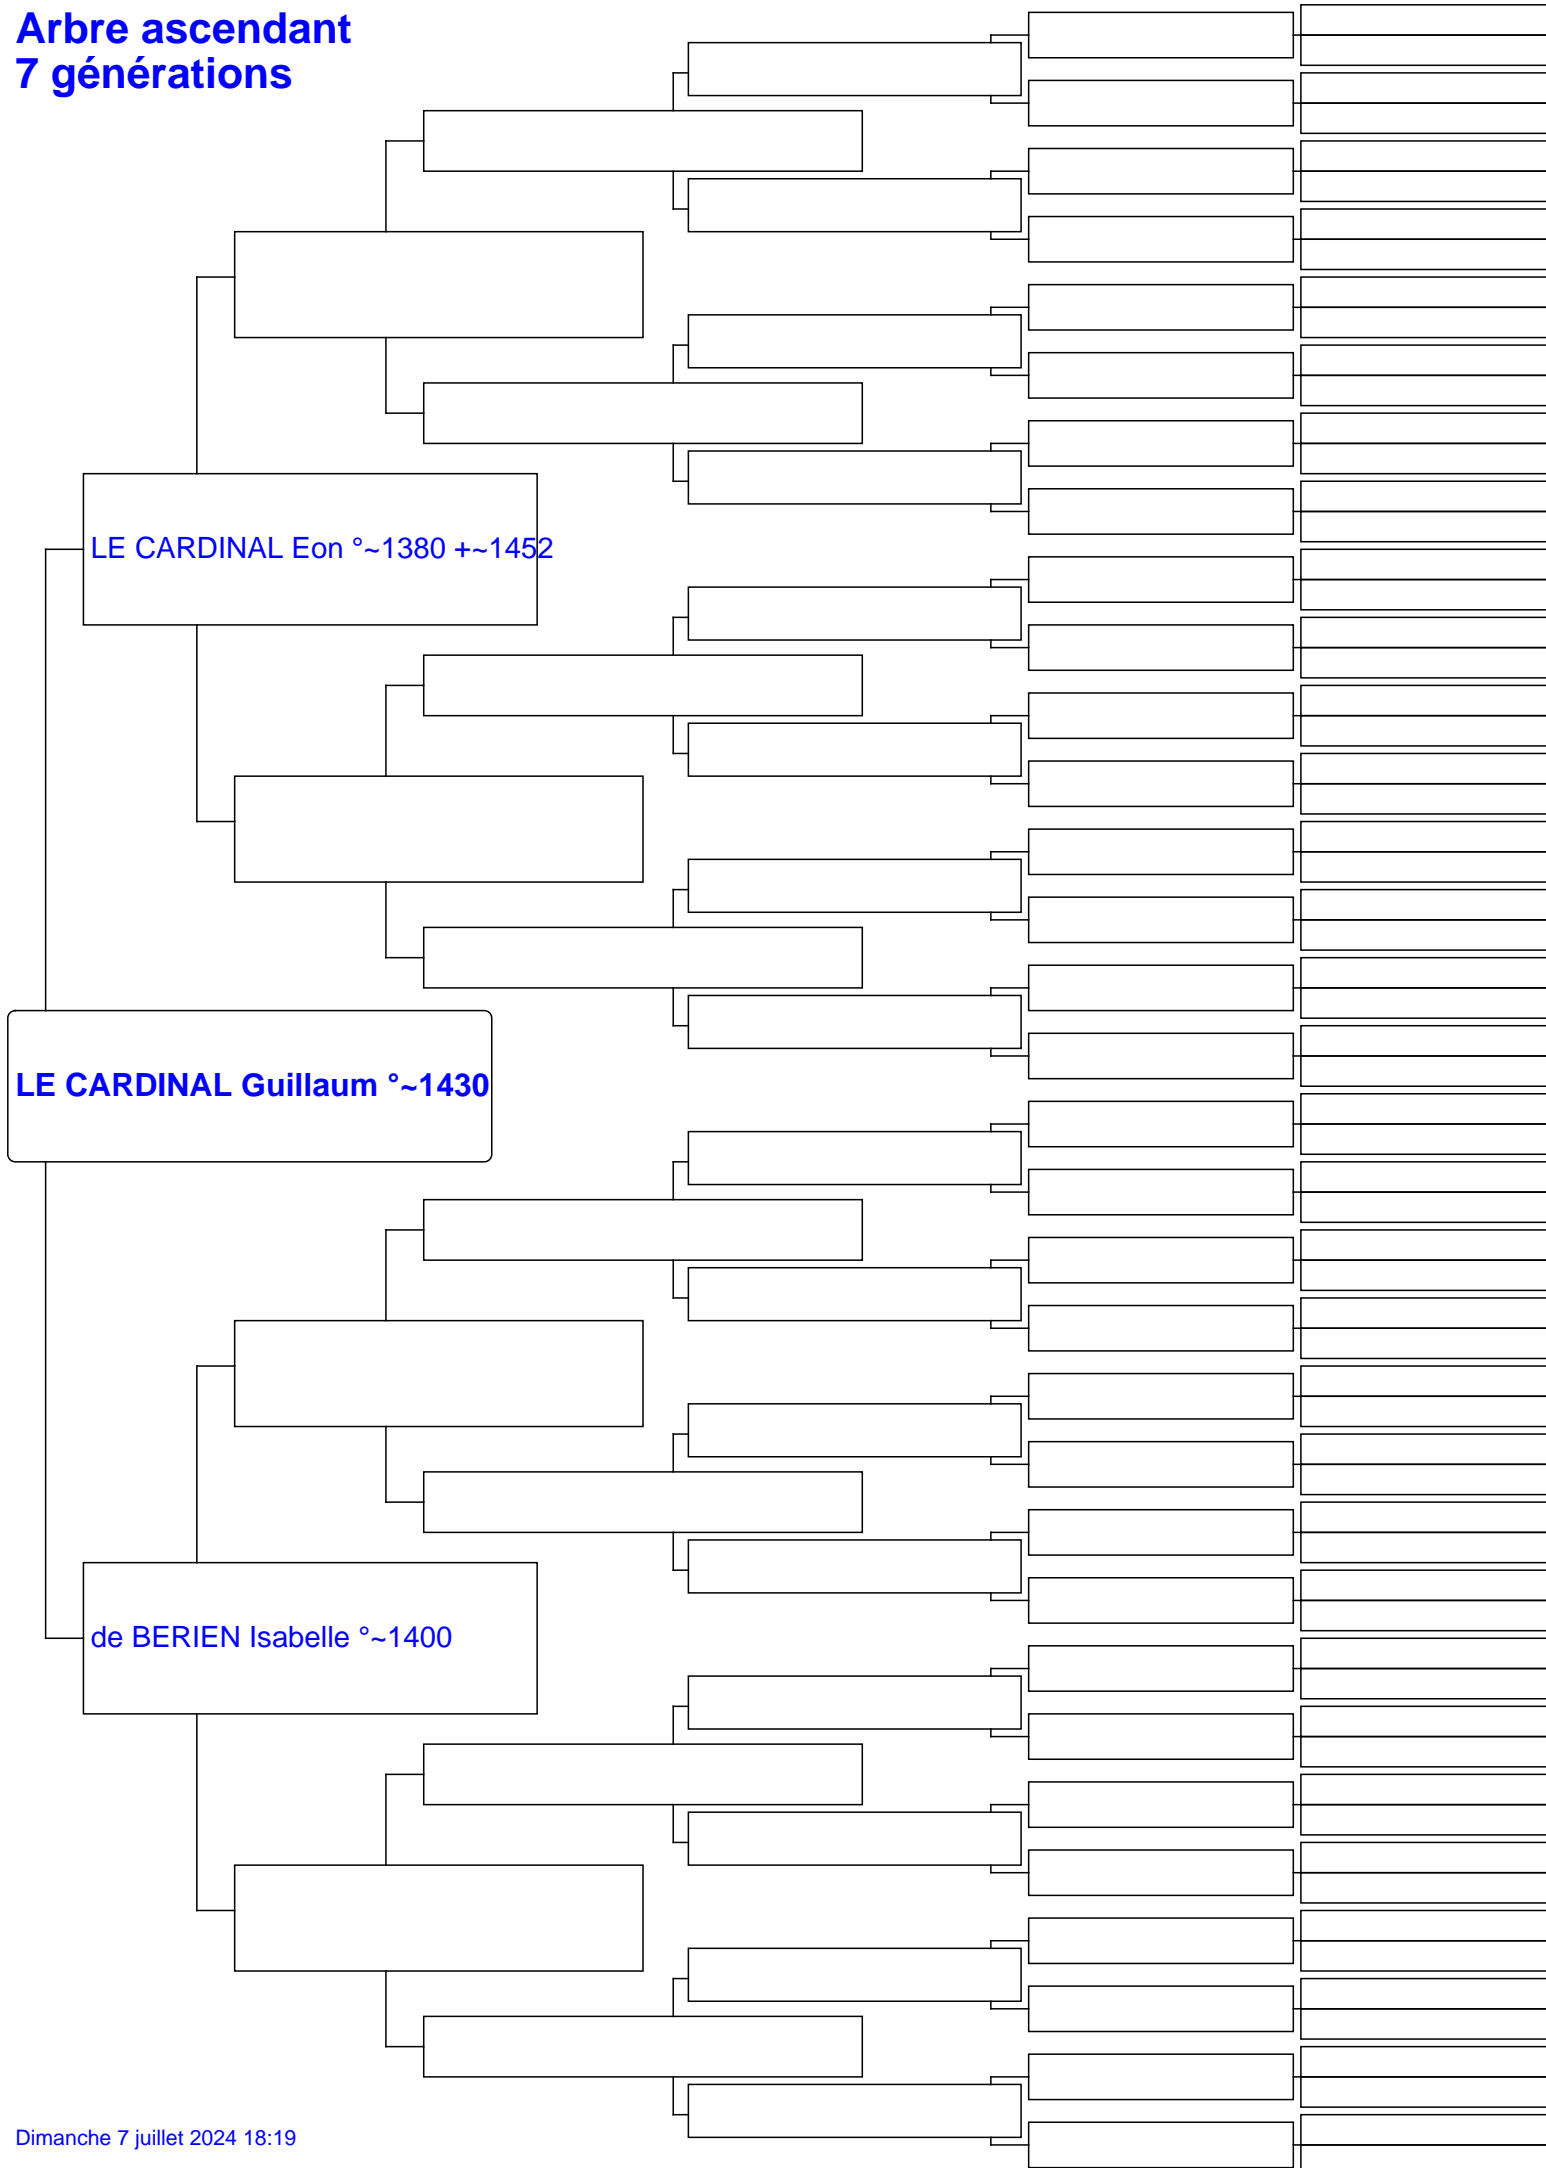 Arbre ascendant
7 générations
LE CARDINAL Eon °~1380 +~1452
LE CARDINAL Guillaum °~1430
de BERIEN Isabelle °~1400
Dimanche 7 juillet 2024 18:19